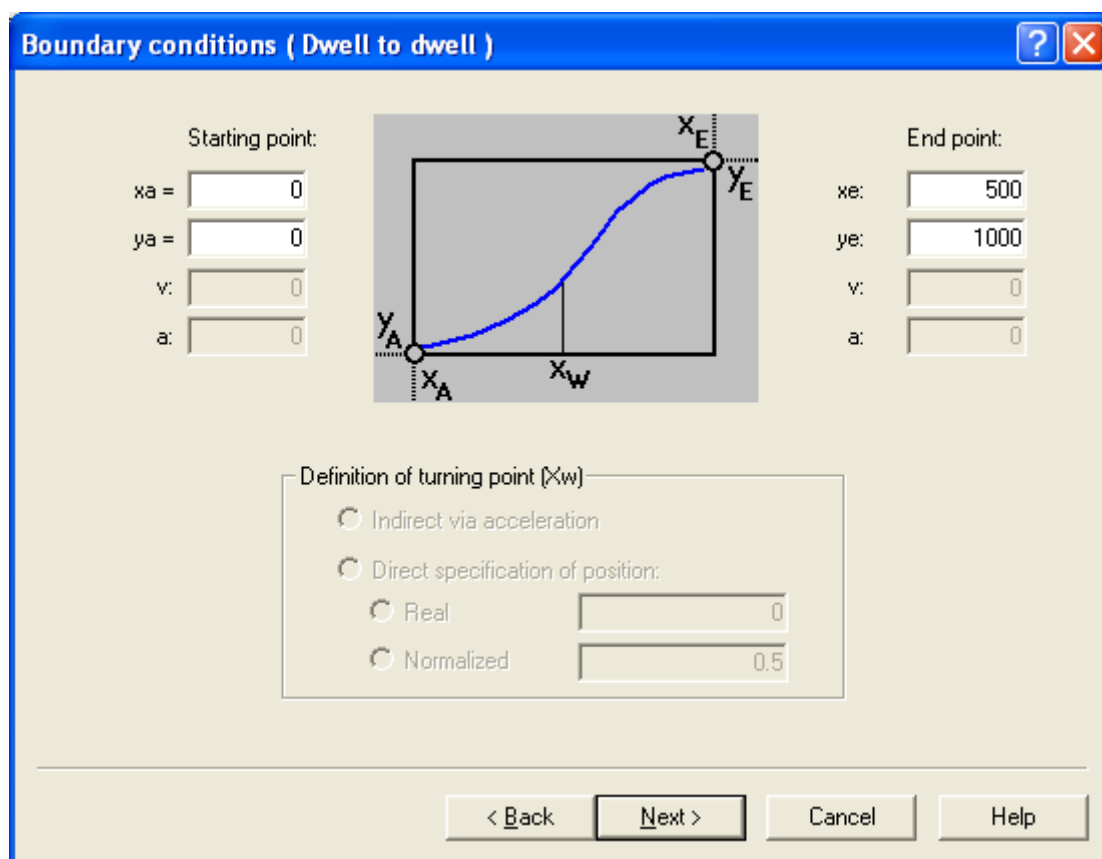 Boundary conditions ( Dwell to dwell )
Starting point:
xa = 0
ya = 0
v: 0
a: 0
XE
YE
YA
XA
XW
End point:
xe: 500
ye: 1000
v: 0
a: 0
Definition of turning point (Xw)
Indirect via acceleration
Direct specification of position:
Real 0
Normalized 0.5
< Back Next > Cancel Help